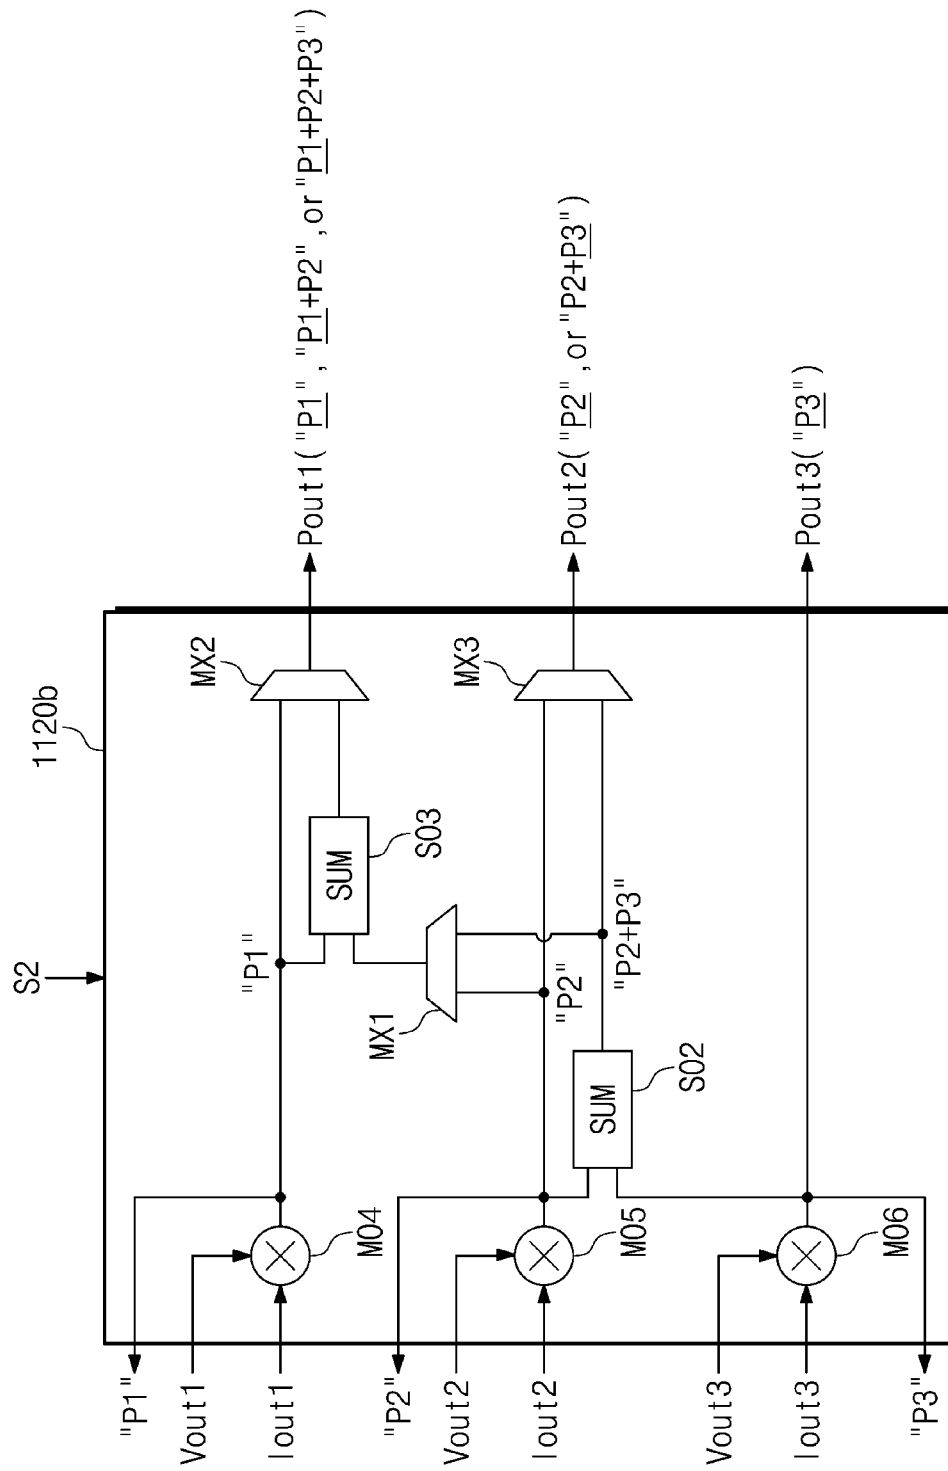 S2
1120b
"P1"
Vout1
Iout1
M04
"P1"
SUM
S03
MX2
Pout1("P1", "P1+P2", or "P1+P2+P3")
MX1
"P2"
Vout2
Iout2
M05
"P2"
SUM
S02
"P2+P3"
MX3
Pout2("P2", or "P2+P3")
Vout3
Iout3
M06
"P3"
Pout3("P3")